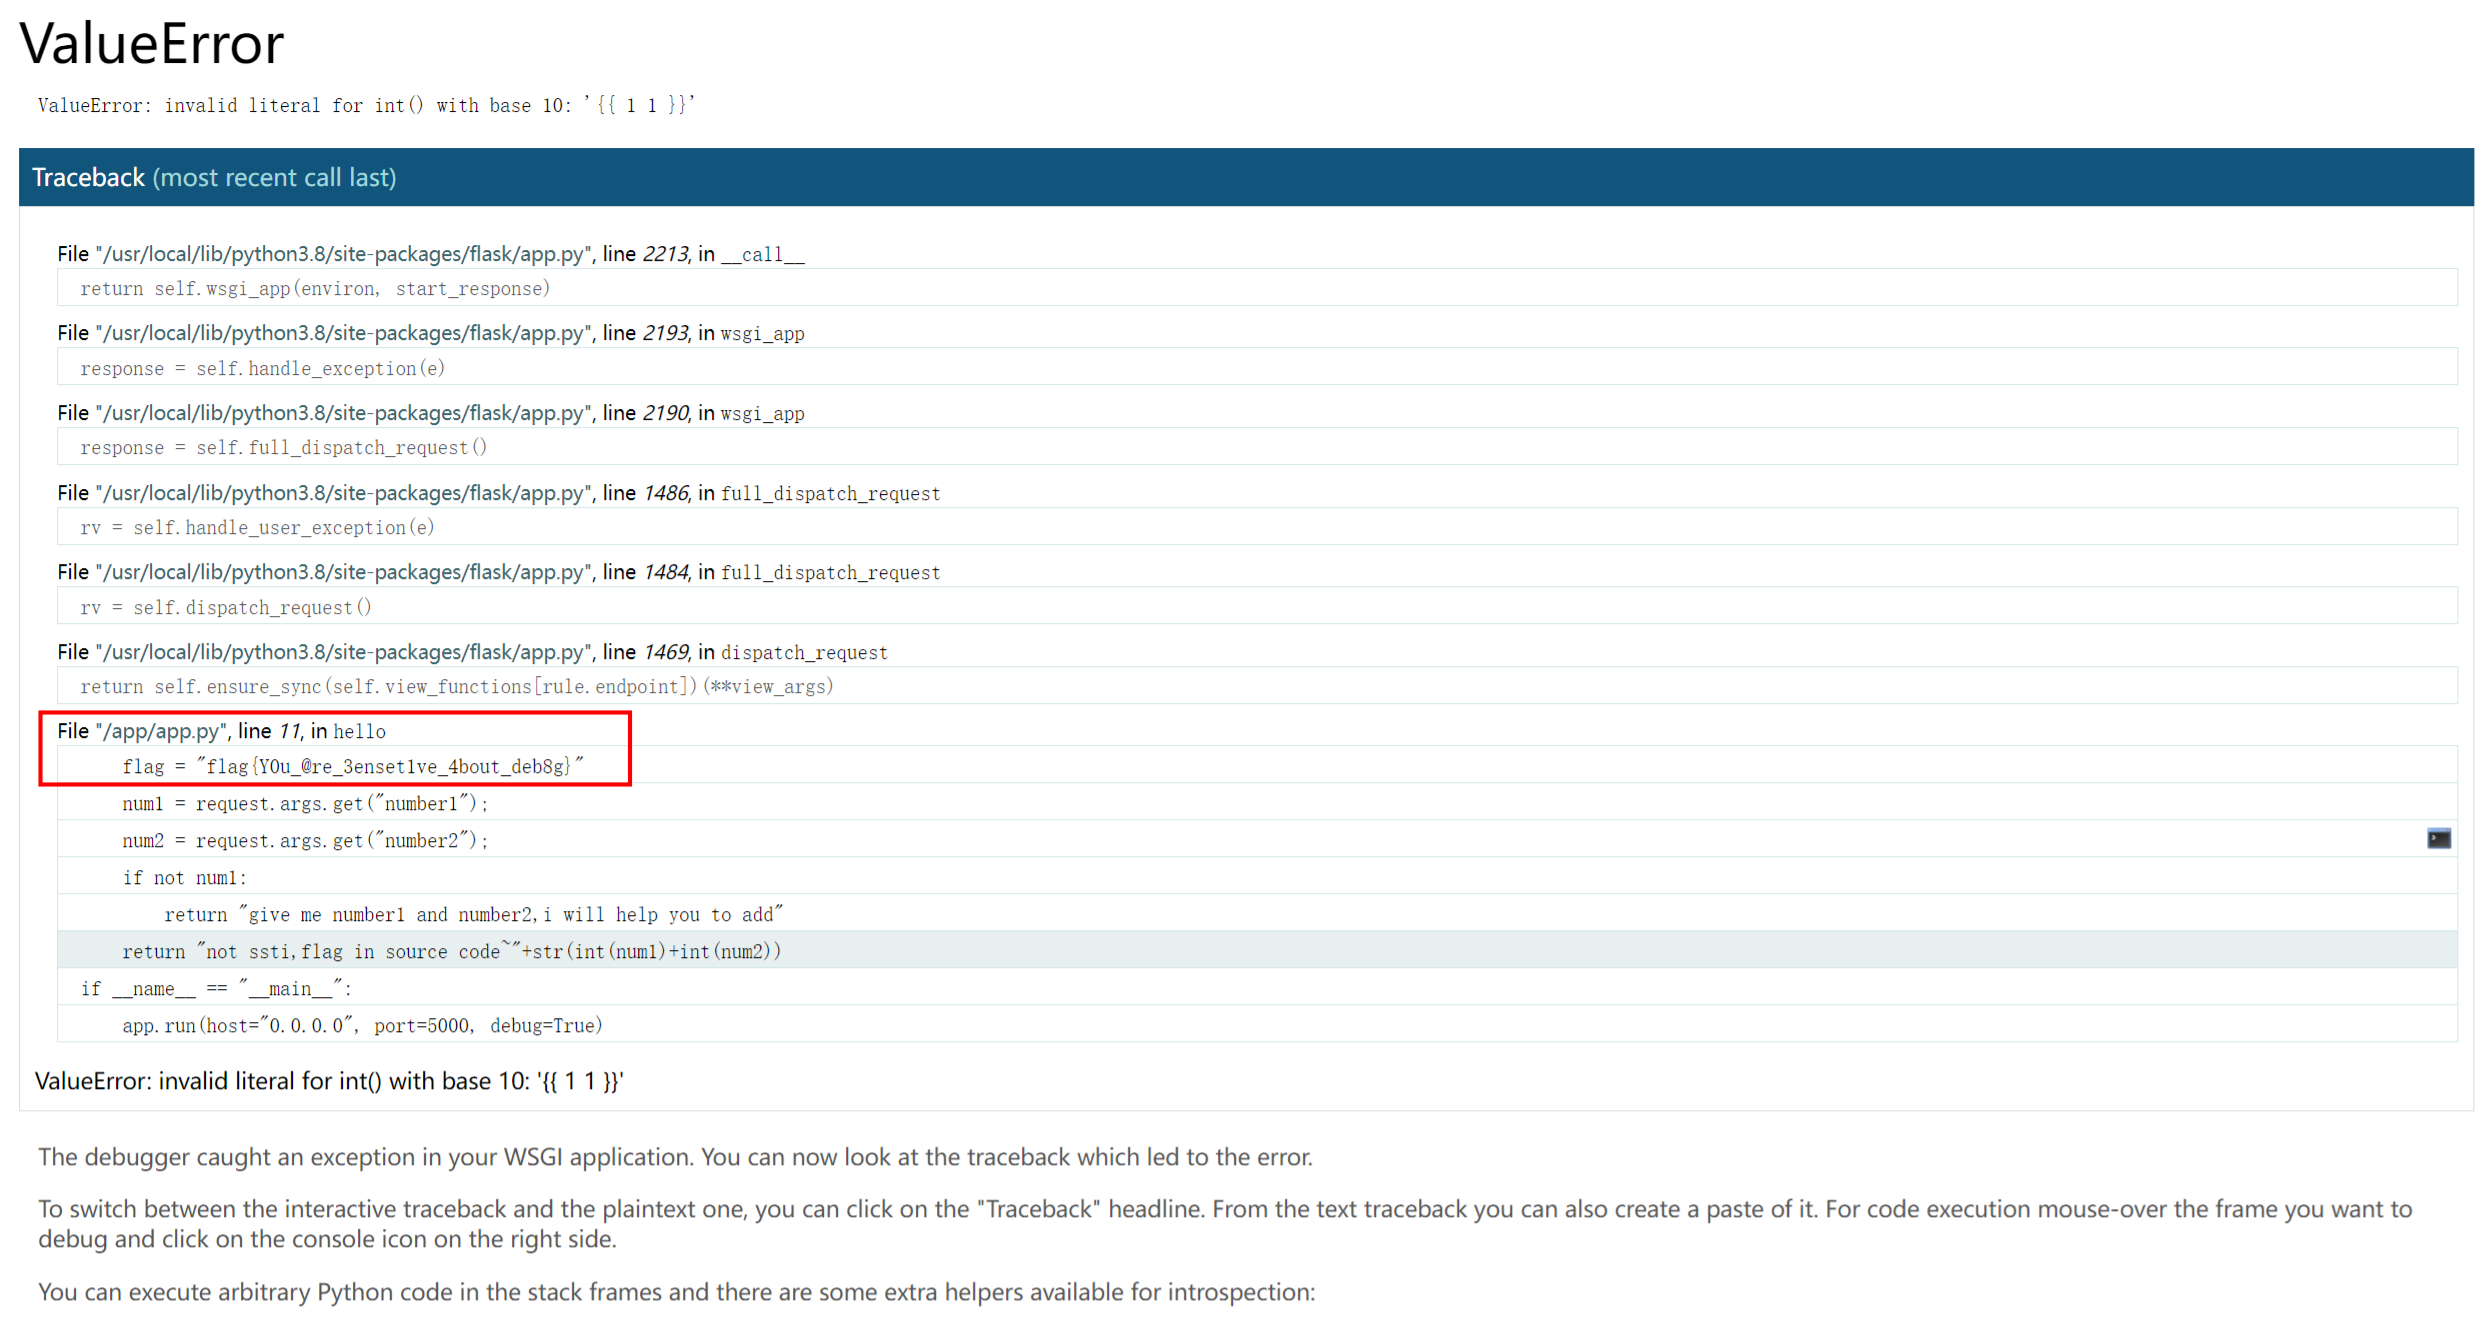 ValueError
ValueError: invalid literal for int() with base 10: '{{ 1 1 }}'
Traceback (most recent call last)
File "/usr/local/lib/python3.8/site-packages/flask/app.py", line 2213, in __call__
return self.wsgi_app(environ, start_response)
File "/usr/local/lib/python3.8/site-packages/flask/app.py", line 2193, in wsgi_app
response = self.handle_exception(e)
File "/usr/local/lib/python3.8/site-packages/flask/app.py", line 2190, in wsgi_app
response = self.full_dispatch_request()
File "/usr/local/lib/python3.8/site-packages/flask/app.py", line 1486, in full_dispatch_request
rv = self.handle_user_exception(e)
File "/usr/local/lib/python3.8/site-packages/flask/app.py", line 1484, in full_dispatch_request
rv = self.dispatch_request()
File "/usr/local/lib/python3.8/site-packages/flask/app.py", line 1469, in dispatch_request
return self.ensure_sync(self.view_functions[rule.endpoint])(**view_args)
File "/app/app.py", line 11, in hello
flag = "flag{Y0u_@re_3enset1ve_4bout_deb8g}"
num1 = request.args.get("number1");
num2 = request.args.get("number2");
if not num1:
return "give me number1 and number2,i will help you to add"
return "not ssti,flag in source code~"+str(int(num1)+int(num2))
if __name__ == "__main__":
app.run(host="0.0.0.0", port=5000, debug=True)
ValueError: invalid literal for int() with base 10: '{{ 1 1 }}'
The debugger caught an exception in your WSGI application. You can now look at the traceback which led to the error.
To switch between the interactive traceback and the plaintext one, you can click on the "Traceback" headline. From the text traceback you can also create a paste of it. For code execution mouse-over the frame you want to
debug and click on the console icon on the right side.
You can execute arbitrary Python code in the stack frames and there are some extra helpers available for introspection: